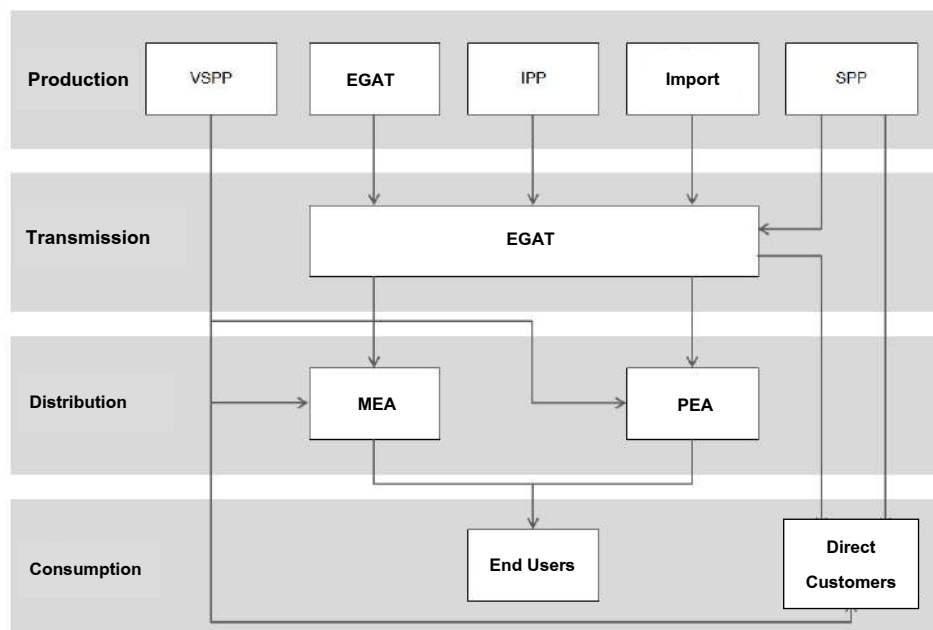 Production
VSPP
EGAT
IPP
Import
SPP
Transmission
EGAT
Distribution
MEA
PEA
Consumption
End Users
Direct
Customers